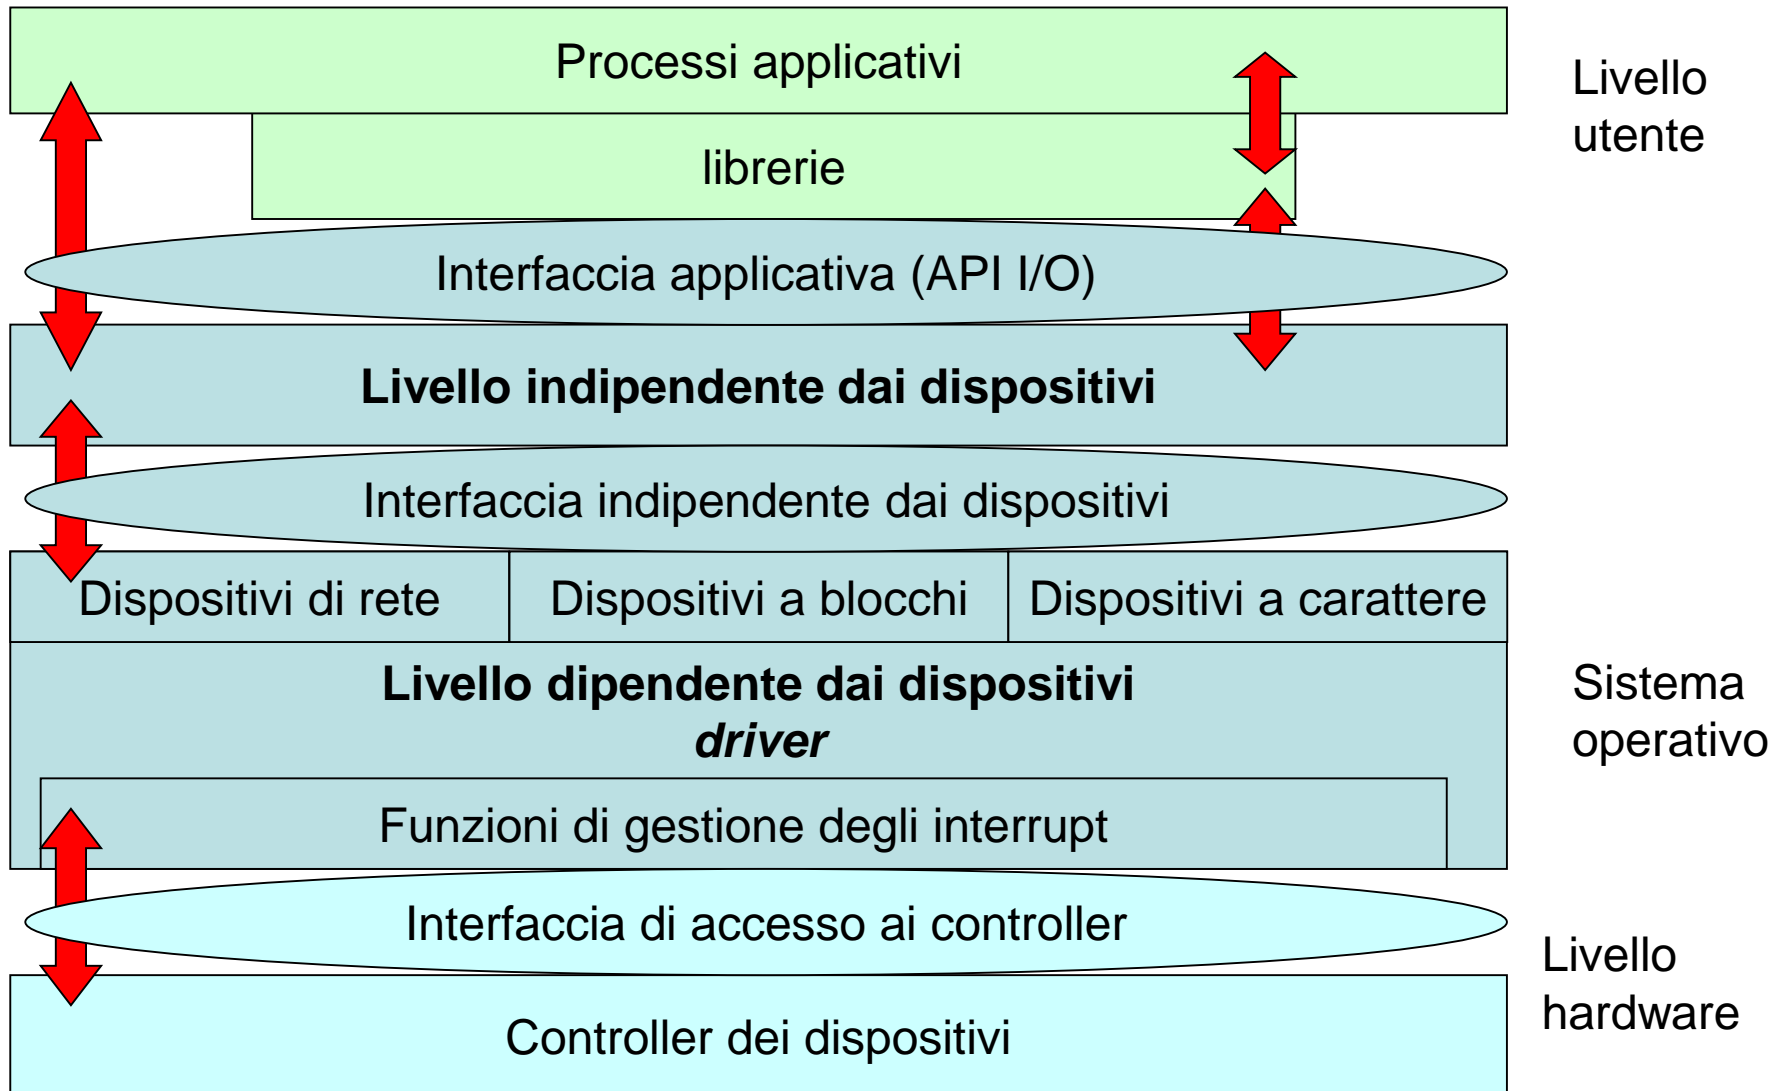 Processi applicativi
Livello
utente
librerie
Interfaccia applicativa (API I/O)
Livello indipendente dai dispositivi
Interfaccia indipendente dai dispositivi
Dispositivi di rete
Dispositivi a blocchi
Dispositivi a carattere
Livello dipendente dai dispositivi
driver
Sistema
operativo
Funzioni di gestione degli interrupt
Interfaccia di accesso ai controller
Livello
hardware
Controller dei dispositivi